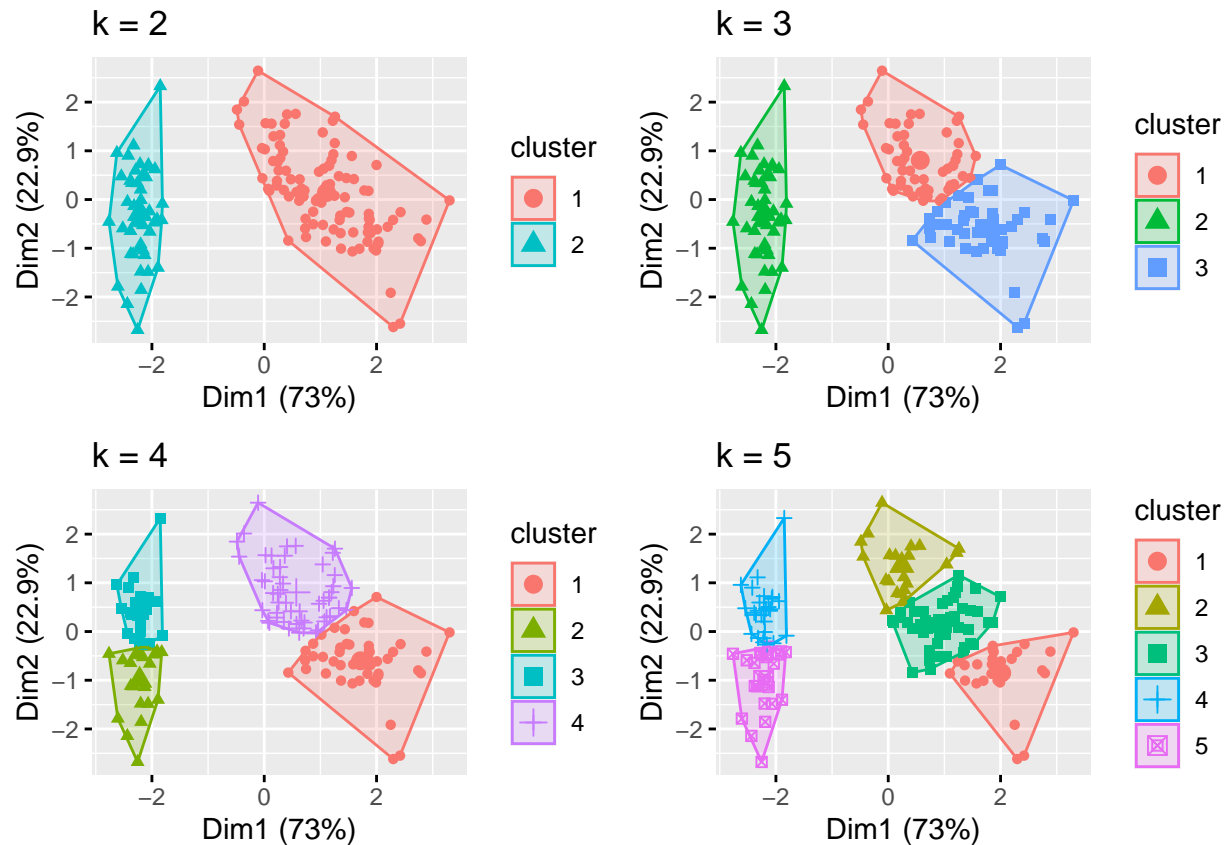 k = 2
Dim2 (22.9%)
2
1
0
−1
−2
−2
0
2
Dim1 (73%)
cluster
1
2
k = 3
Dim2 (22.9%)
2
1
0
−1
−2
−2
0
2
Dim1 (73%)
cluster
1
2
3
k = 4
Dim2 (22.9%)
2
1
0
−1
−2
−2
0
2
Dim1 (73%)
cluster
1
2
3
4
k = 5
Dim2 (22.9%)
2
1
0
−1
−2
−2
0
2
Dim1 (73%)
cluster
1
2
3
4
5